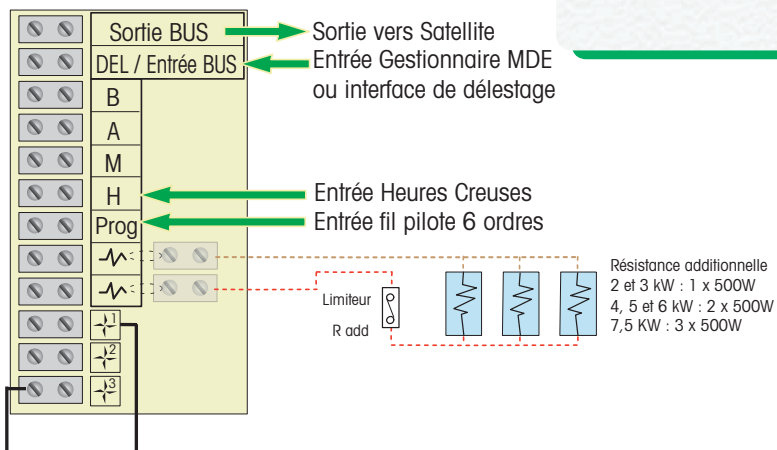 Sortie BUS
Sortie vers Satellite
DEL / Entrée BUS
Entrée Gestionnaire MDE
ou interface de délestage
B
A
M
H
Entrée Heures Creuses
Prog
Entrée fil pilote 6 ordres
Limiteur
R add
Résistance additionnelle
2 et 3 kW : 1 x 500W
4, 5 et 6 kW : 2 x 500W
7,5 KW : 3 x 500W
1
2
3